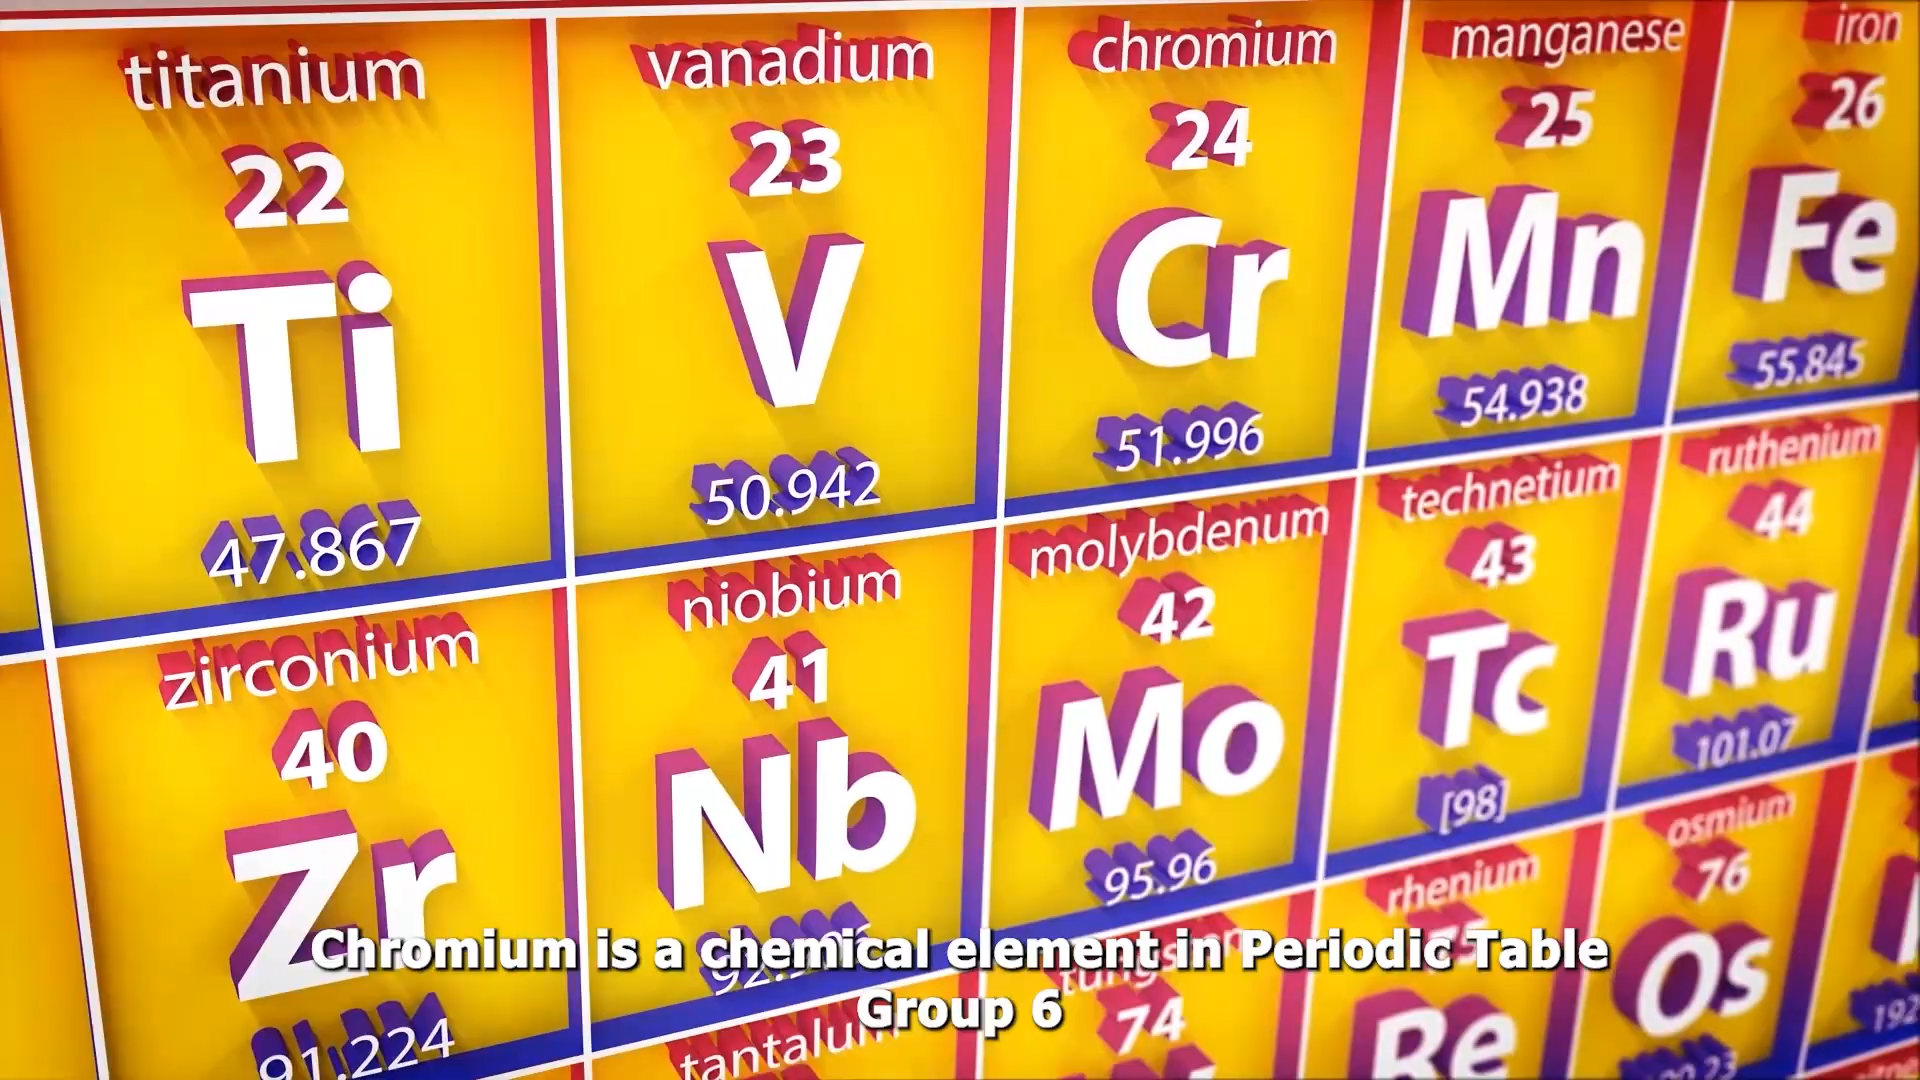 titanium
22
Ti
47.867
vanadium
23
V
50.942
chromium
24
Cr
51.996
manganese
25
Mn
54.938
iron
26
Fe
55.845
zirconium
40
Zr
91.224
niobium
41
Nb
molybdenum
42
Mo
95.96
technetium
43
Tc
[98]
ruthenium
44
Ru
101.07
tantalum
tungsten
74
rhenium
75
Re
osmium
76
Os
192
Chromium is a chemical element in Periodic Table
Group 6